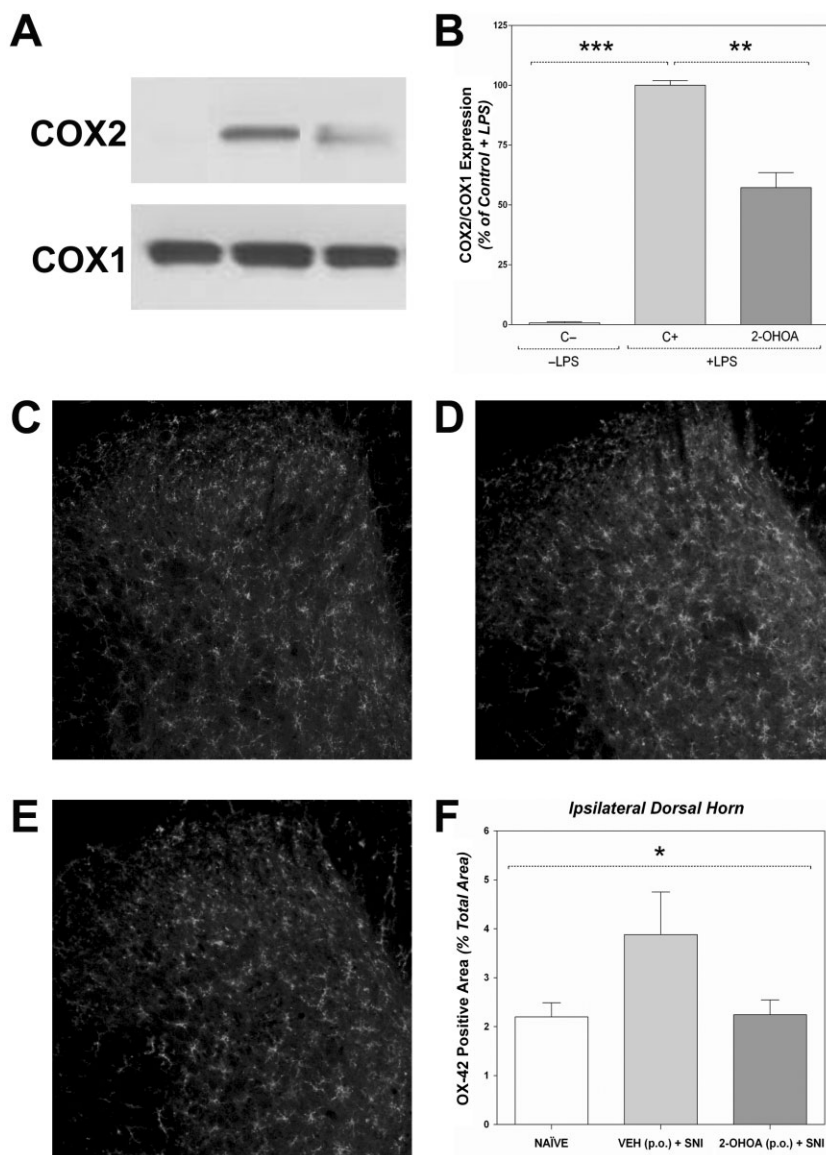 A
COX2
COX1
B
COX2/COX1 Expression
(% of Control + LPS)
125
100
75
50
25
0
***
**
C–
C+
2-OHOA
–LPS
+LPS
C
D
E
F
Ipsilateral Dorsal Horn
OX-42 Positive Area (% Total Area)
6
5
4
3
2
1
0
*
NAÏVE
VEH (p.o.) + SNI
2-OHOA (p.o.) + SNI